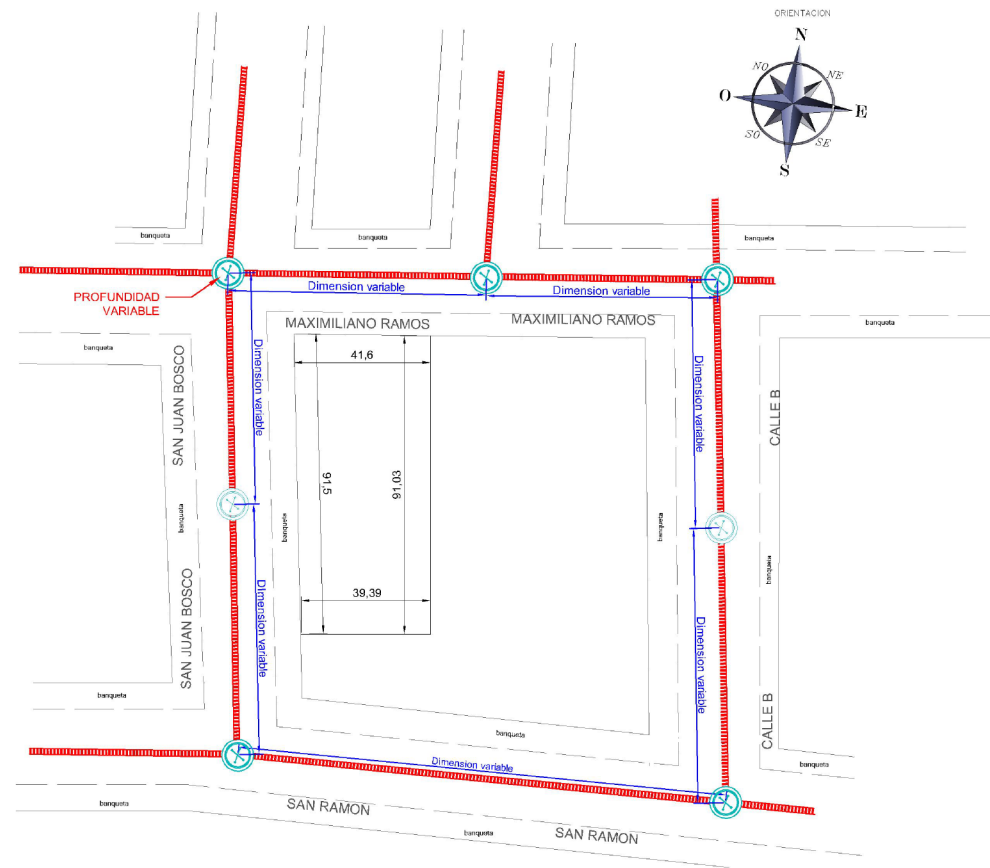 ORIENTACION
N
NO
NE
O
E
SO
SE
S
banqueta
banqueta
banqueta
PROFUNDIDAD
VARIABLE
Dimension variable
Dimension variable
MAXIMILIANO RAMOS
MAXIMILIANO RAMOS
banqueta
banqueta
41,6
Dimension variable
Dimension variable
SAN JUAN BOSCO
CALLE B
91,5
91,03
banqueta
banqueta
banqueta
banqueta
39,39
Dimension variable
Dimension variable
SAN JUAN BOSCO
CALLE B
banqueta
banqueta
Dimension variable
banqueta
SAN RAMON
SAN RAMON
banqueta